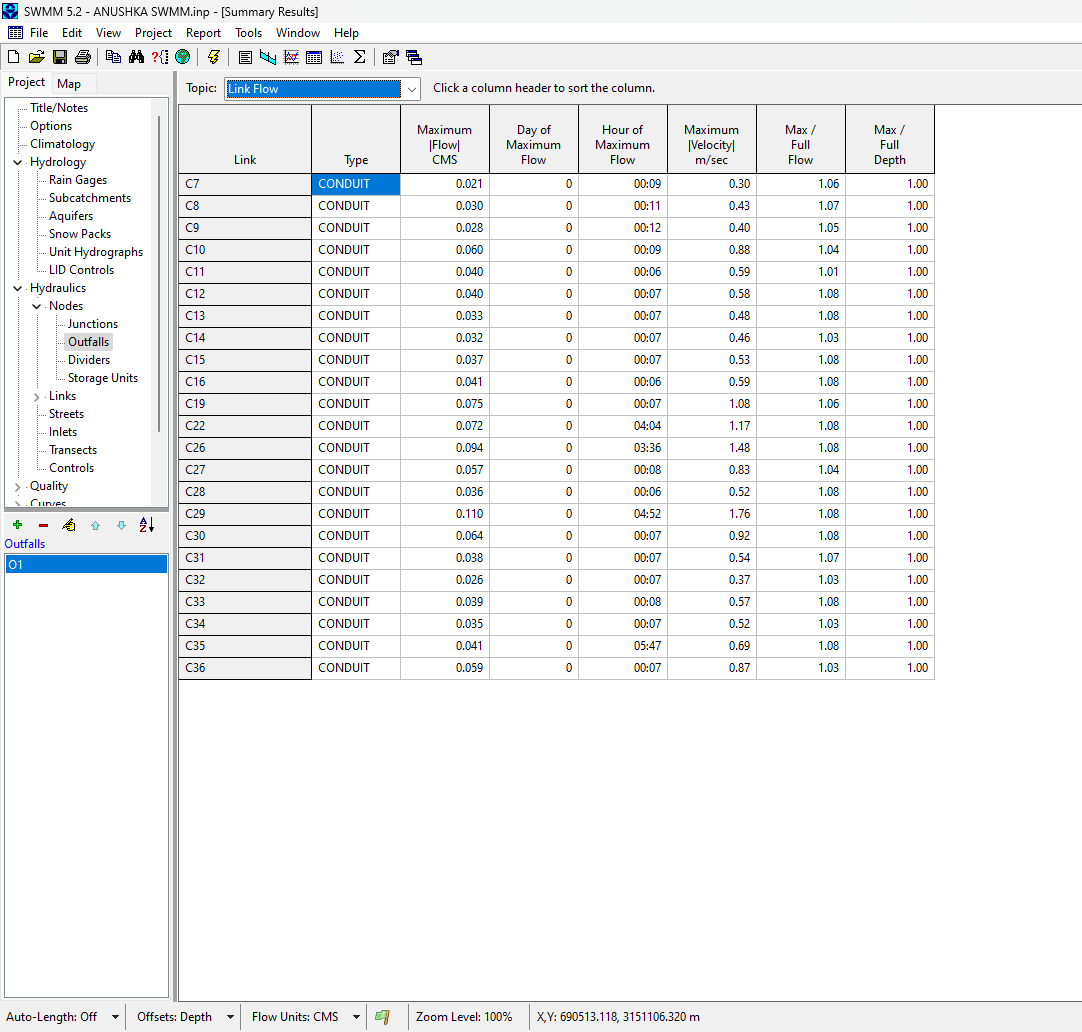 SWMM 5.2 - ANUSHKA SWMM.inp - [Summary Results]
File Edit View Project Report Tools Window Help
Project Map
Title/Notes
Options
Climatology
Hydrology
Rain Gages
Subcatchments
Aquifers
Snow Packs
Unit Hydrographs
LID Controls
Hydraulics
Nodes
Junctions
Outfalls
Dividers
Storage Units
Links
Streets
Inlets
Transects
Controls
Quality
Curves
Outfalls
O1
Topic: Link Flow Click a column header to sort the column.
Link Type Maximum |Flow| CMS Day of Maximum Flow Hour of Maximum Flow Maximum |Velocity| m/sec Max / Full Flow Max / Full Depth
C7 CONDUIT 0.021 0 00:09 0.30 1.06 1.00
C8 CONDUIT 0.030 0 00:11 0.43 1.07 1.00
C9 CONDUIT 0.028 0 00:12 0.40 1.05 1.00
C10 CONDUIT 0.060 0 00:09 0.88 1.04 1.00
C11 CONDUIT 0.040 0 00:06 0.59 1.01 1.00
C12 CONDUIT 0.040 0 00:07 0.58 1.08 1.00
C13 CONDUIT 0.033 0 00:07 0.48 1.08 1.00
C14 CONDUIT 0.032 0 00:07 0.46 1.03 1.00
C15 CONDUIT 0.037 0 00:07 0.53 1.08 1.00
C16 CONDUIT 0.041 0 00:06 0.59 1.08 1.00
C19 CONDUIT 0.075 0 00:07 1.08 1.06 1.00
C22 CONDUIT 0.072 0 04:04 1.17 1.08 1.00
C26 CONDUIT 0.094 0 03:36 1.48 1.08 1.00
C27 CONDUIT 0.057 0 00:08 0.83 1.04 1.00
C28 CONDUIT 0.036 0 00:06 0.52 1.08 1.00
C29 CONDUIT 0.110 0 04:52 1.76 1.08 1.00
C30 CONDUIT 0.064 0 00:07 0.92 1.08 1.00
C31 CONDUIT 0.038 0 00:07 0.54 1.07 1.00
C32 CONDUIT 0.026 0 00:07 0.37 1.03 1.00
C33 CONDUIT 0.039 0 00:08 0.57 1.08 1.00
C34 CONDUIT 0.035 0 00:07 0.52 1.03 1.00
C35 CONDUIT 0.041 0 05:47 0.69 1.08 1.00
C36 CONDUIT 0.059 0 00:07 0.87 1.03 1.00
Auto-Length: Off Offsets: Depth Flow Units: CMS Zoom Level: 100% X,Y: 690513.118, 3151106.320 m